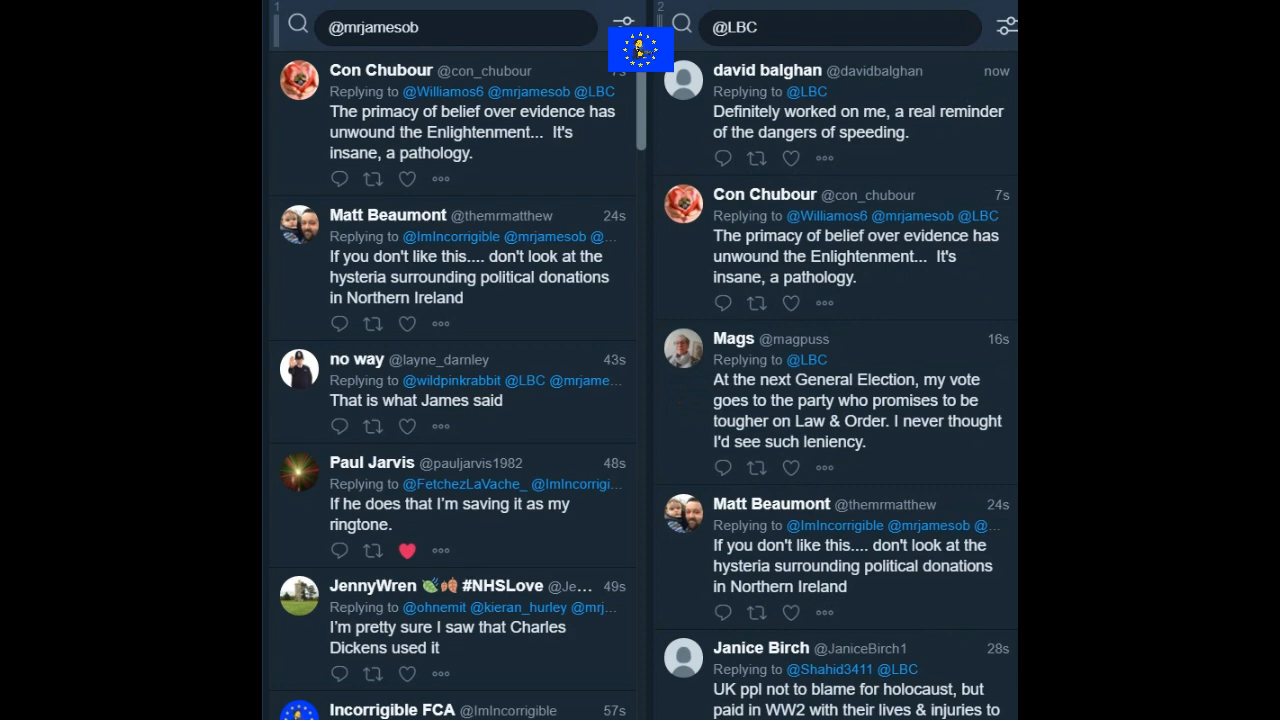 1
@mrjamesob
Con Chubour @con_chubour 7s
Replying to @Williamos6 @mrjamesob @LBC
The primacy of belief over evidence has
unwound the Enlightenment... It's
insane, a pathology.
Matt Beaumont @themrmatthew 24s
Replying to @ImIncorrigible @mrjamesob @...
If you don't like this.... don't look at the
hysteria surrounding political donations
in Northern Ireland
no way @layne_darnley 43s
Replying to @wildpinkrabbit @LBC @mrjame...
That is what James said
Paul Jarvis @pauljarvis1982 48s
Replying to @FetchezLaVache_ @ImIncorrigi...
If he does that I'm saving it as my
ringtone.
JennyWren #NHSLove @Je... 49s
Replying to @ohnemit @kieran_hurley @mrj...
I'm pretty sure I saw that Charles
Dickens used it
Incorrigible FCA @ImIncorrigible 57s
2
@LBC
david balghan @davidbalghan now
Replying to @LBC
Definitely worked on me, a real reminder
of the dangers of speeding.
Con Chubour @con_chubour 7s
Replying to @Williamos6 @mrjamesob @LBC
The primacy of belief over evidence has
unwound the Enlightenment... It's
insane, a pathology.
Mags @magpuss 16s
Replying to @LBC
At the next General Election, my vote
goes to the party who promises to be
tougher on Law & Order. I never thought
I'd see such leniency.
Matt Beaumont @themrmatthew 24s
Replying to @ImIncorrigible @mrjamesob @...
If you don't like this.... don't look at the
hysteria surrounding political donations
in Northern Ireland
Janice Birch @JaniceBirch1 28s
Replying to @Shahid3411 @LBC
UK ppl not to blame for holocaust, but
paid in WW2 with their lives & injuries to